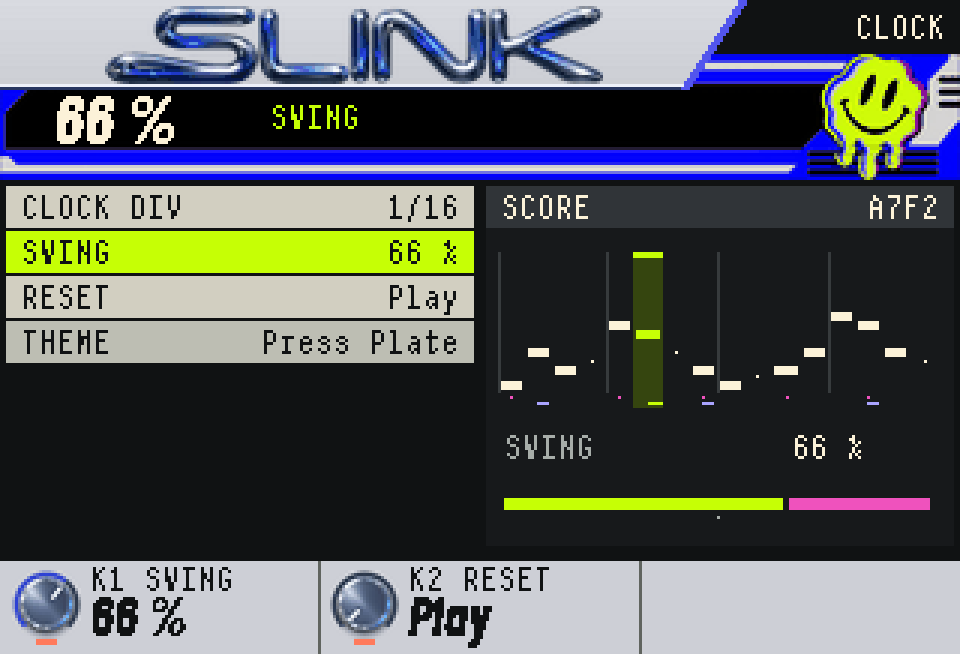 SLINK
CLOCK
66 % SWING
CLOCK DIV 1/16
SWING 66 %
RESET Play
THEME Press Plate
SCORE A7F2
SWING 66 %
K1 SWING
66 %
K2 RESET
Play